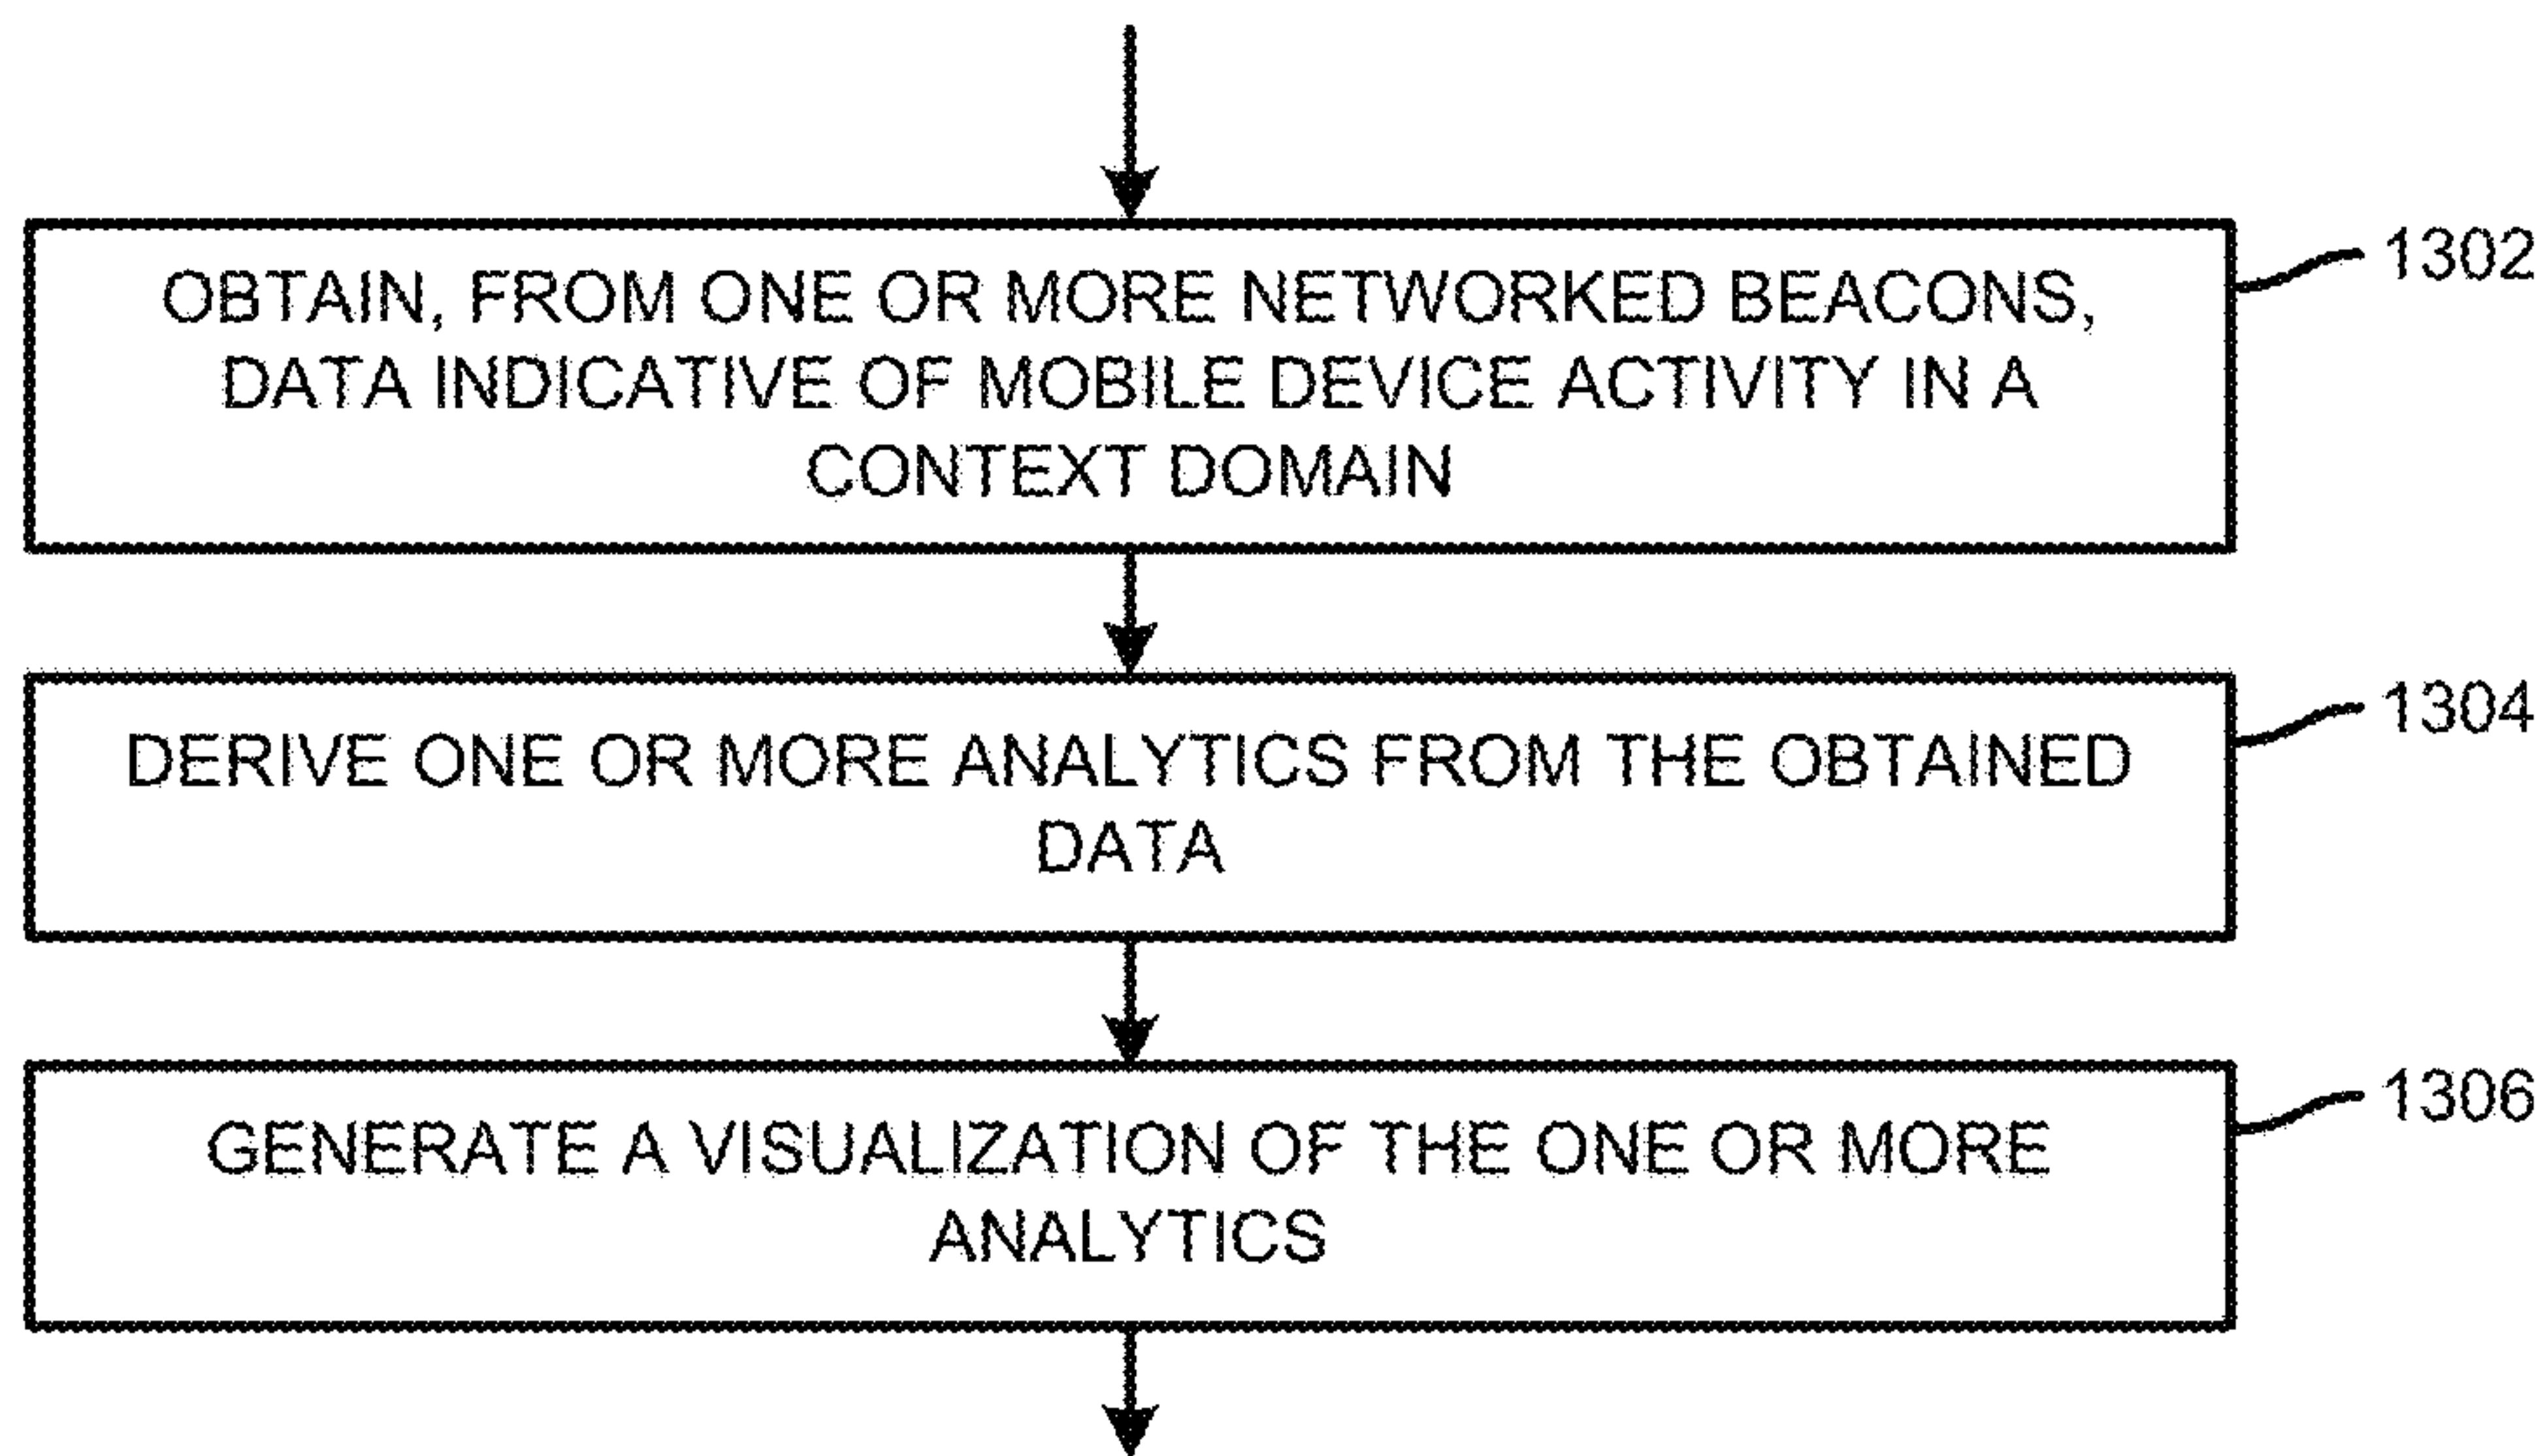 OBTAIN, FROM ONE OR MORE NETWORKED BEACONS,
DATA INDICATIVE OF MOBILE DEVICE ACTIVITY IN A
CONTEXT DOMAIN
1302
DERIVE ONE OR MORE ANALYTICS FROM THE OBTAINED
DATA
1304
GENERATE A VISUALIZATION OF THE ONE OR MORE
ANALYTICS
1306